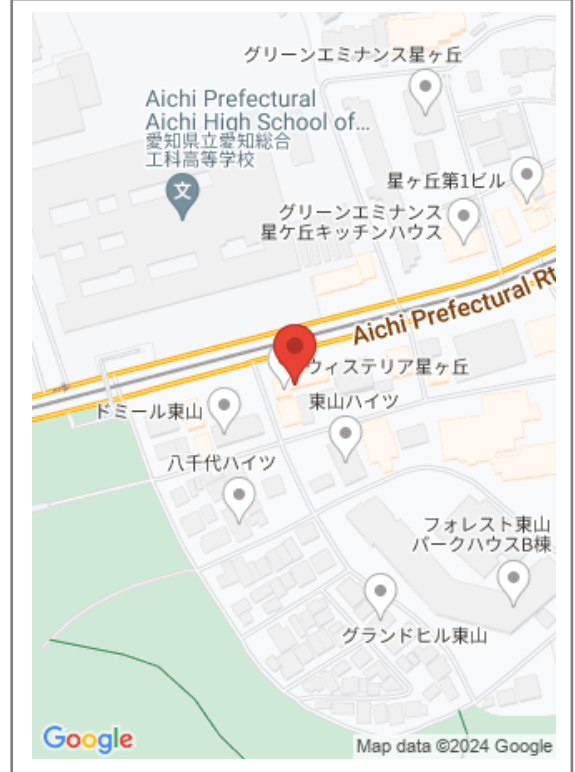 グリーンエミナンス星ヶ丘
Aichi Prefectural
Aichi High School of...
愛知県立愛知総合
工科高等学校
文
星ヶ丘第1ビル
グリーンエミナンス
星ケ丘キッチンハウス
Aichi Prefectural Rt
ウィステリア星ヶ丘
ドミール東山
東山ハイツ
八千代ハイツ
フォレスト東山
パークハウスB棟
グランドヒル東山
Google
Map data ©2024 Google